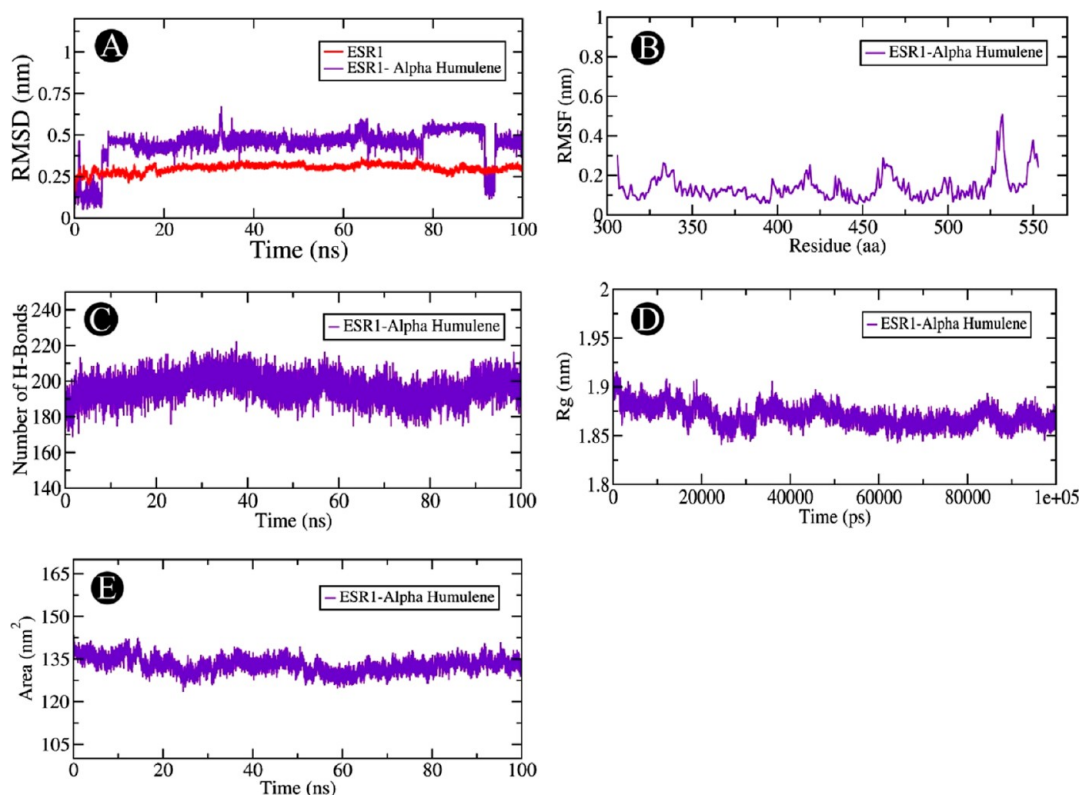 A
RMSD (nm)
1
0.75
0.5
0.25
0
ESR1
ESR1- Alpha Humulene
0 20 40 60 80 100
Time (ns)
B
RMSF (nm)
1
0.8
0.6
0.4
0.2
0
ESR1-Alpha Humulene
300 350 400 450 500 550
Residue (aa)
C
Number of H-Bonds
240
220
200
180
160
140
ESR1-Alpha Humulene
0 20 40 60 80 100
Time (ns)
D
Rg (nm)
2
1.95
1.9
1.85
1.8
ESR1-Alpha Humulene
0 20000 40000 60000 80000 1e+05
Time (ps)
E
Area (nm²)
165
150
135
120
105
ESR1-Alpha Humulene
0 20 40 60 80 100
Time (ns)